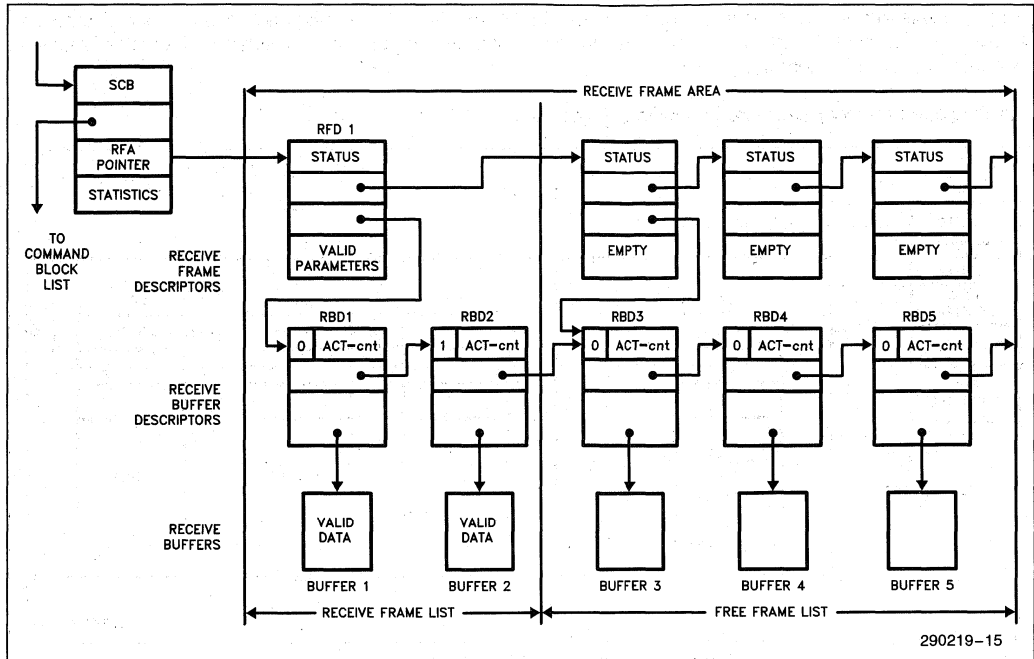 SCB
RECEIVE FRAME AREA
RFD 1
RFA
POINTER
STATUS
STATUS
STATUS
STATUS
STATISTICS
TO
COMMAND
BLOCK
LIST
RECEIVE
FRAME
DESCRIPTORS
VALID
PARAMETERS
EMPTY
EMPTY
EMPTY
RBD1
RBD2
RBD3
RBD4
RBD5
0 ACT-cnt
1 ACT-cnt
0 ACT-cnt
0 ACT-cnt
0 ACT-cnt
RECEIVE
BUFFER
DESCRIPTORS
RECEIVE
BUFFERS
VALID
DATA
VALID
DATA
BUFFER 1
BUFFER 2
BUFFER 3
BUFFER 4
BUFFER 5
RECEIVE FRAME LIST
FREE FRAME LIST
290219-15